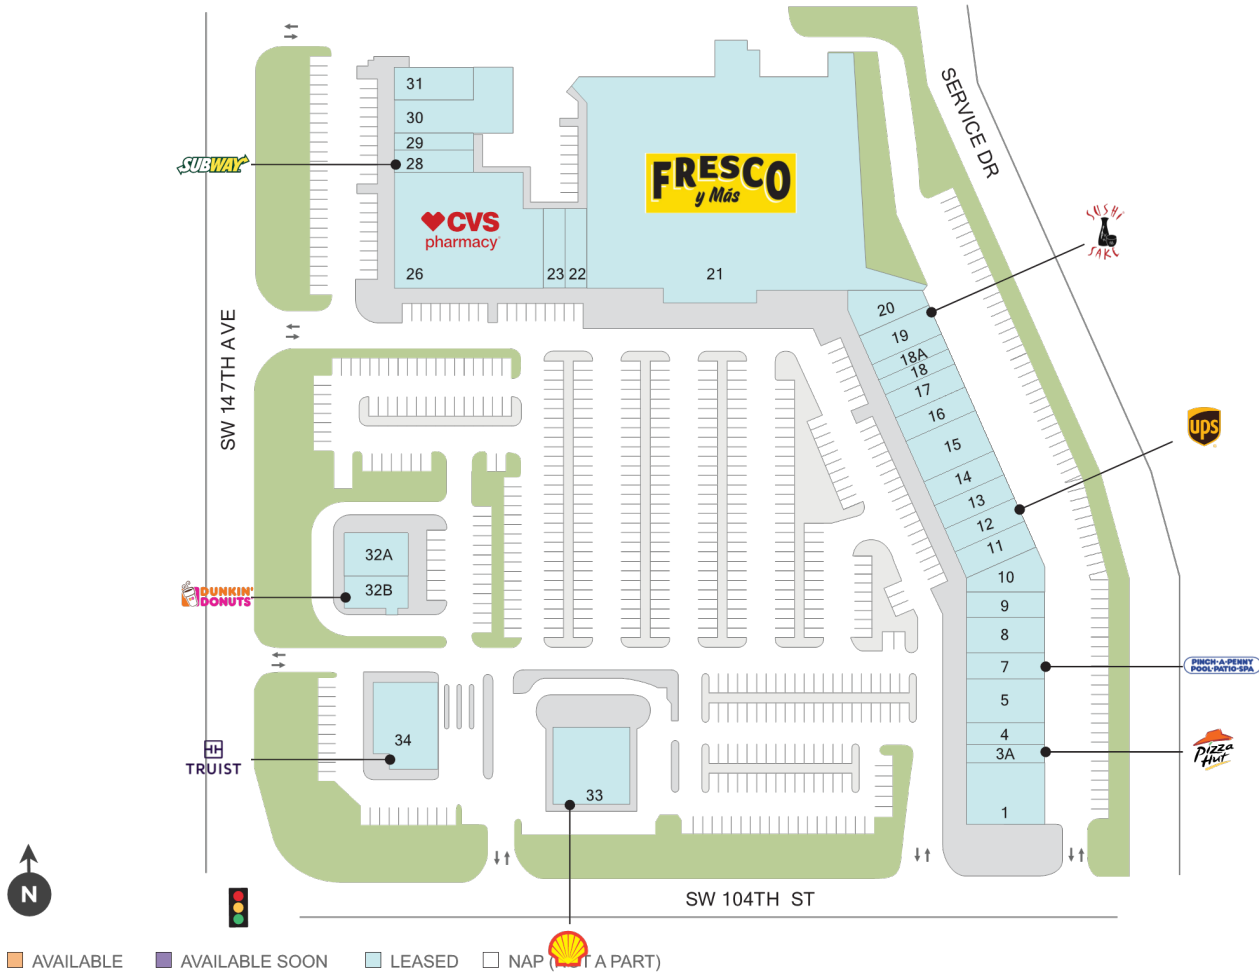 SERVICE DR
31
30
29
28
SUBWAY
CVS
pharmacy
26
23
22
FRESCO
y Más
21
SUSHI
SAKE
SW 147TH AVE
20
19
18A
18
17
16
15
14
13
12
11
ups
10
9
8
7
PINCH·A·PENNY
POOL·PATIO·SPA
5
4
3A
Pizza
Hut
1
32A
32B
DUNKIN'
DONUTS
34
TRUIST
33
SW 104TH ST
N
AVAILABLE
AVAILABLE SOON
LEASED
NAP (NOT A PART)